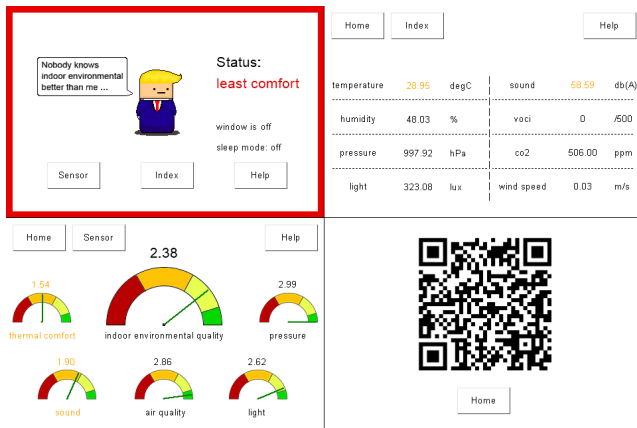 Nobody knows
indoor environmental
better than me ...
Status:
least comfort
window is off
sleep mode: off
Sensor
Index
Help
Home
Index
Help
temperature 28.95 degC sound 58.59 db(A)
humidity 48.03 % voci 0 /500
pressure 997.92 hPa co2 506.00 ppm
light 323.08 lux wind speed 0.03 m/s
Home
Sensor
Help
2.38
indoor environmental quality
1.54
thermal comfort
2.99
pressure
1.90
sound
2.86
air quality
2.62
light
Home